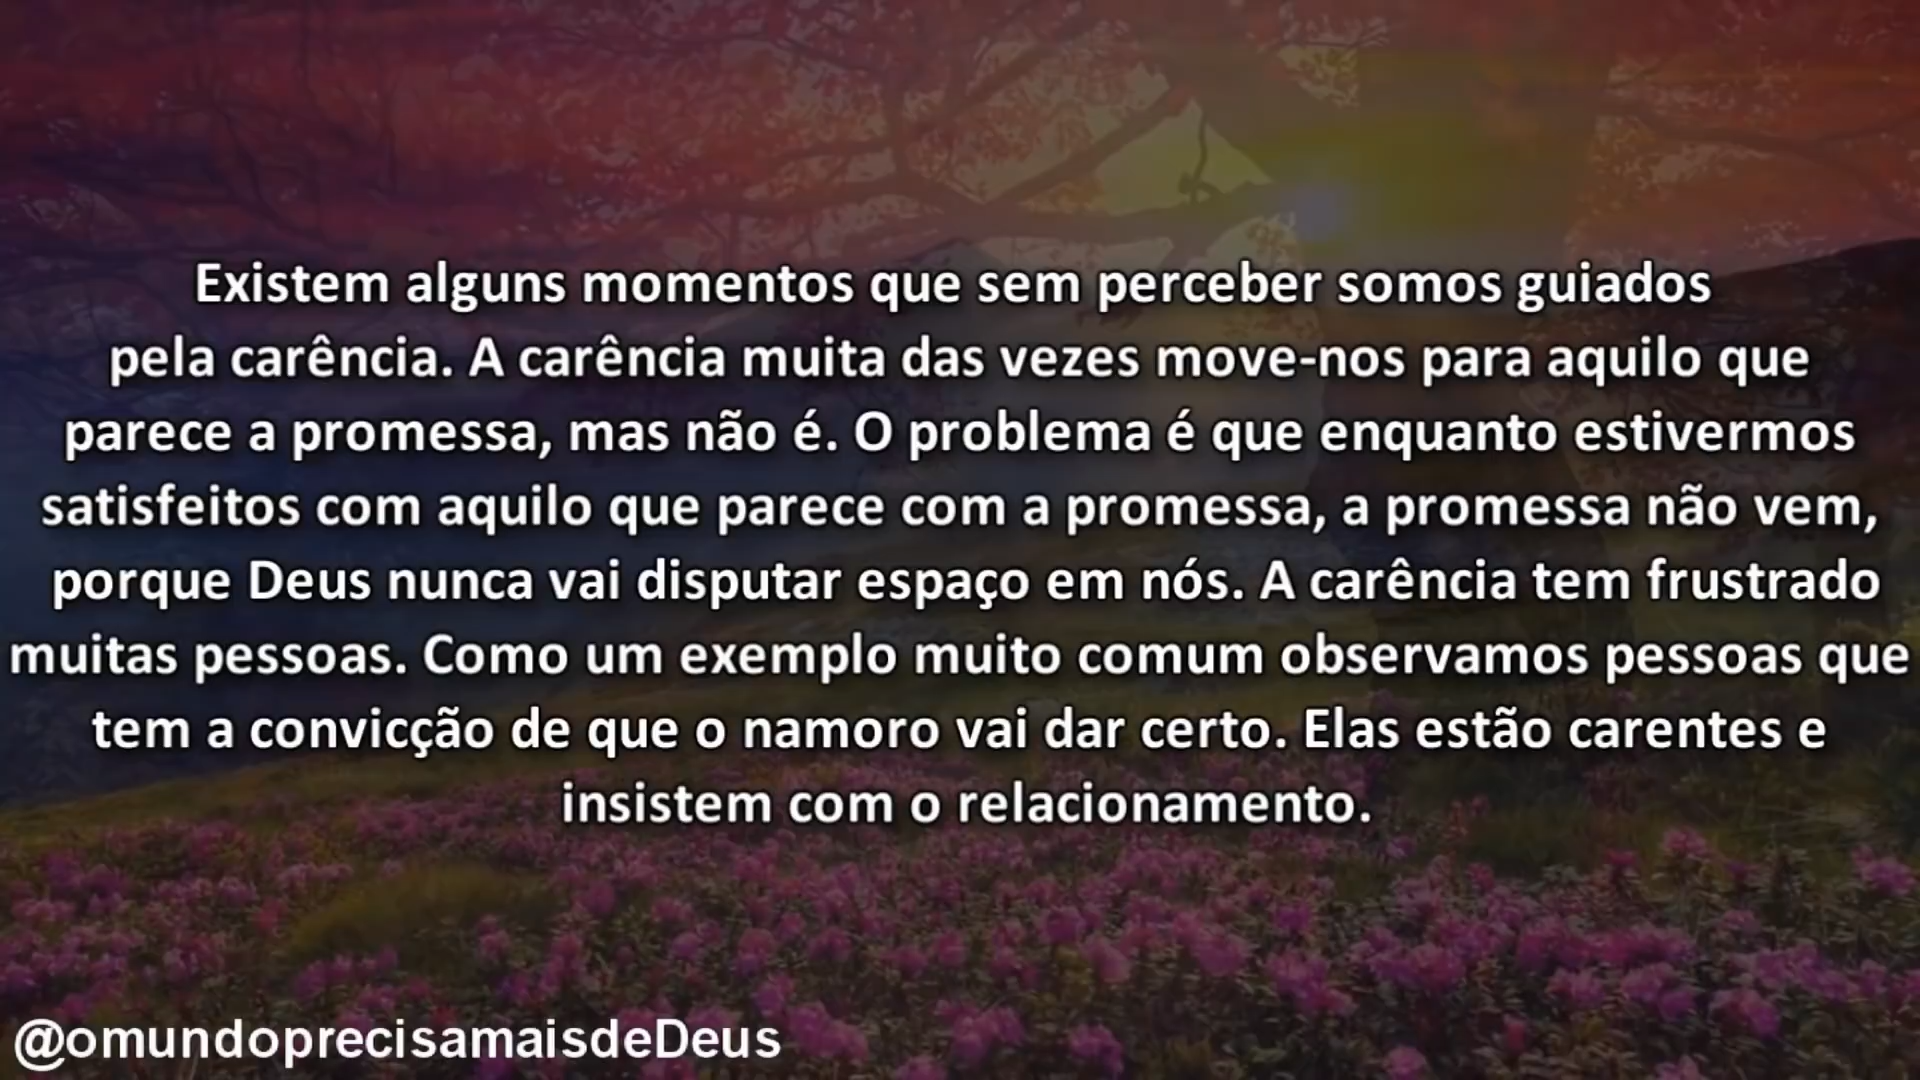 Existem alguns momentos que sem perceber somos guiados
pela carência. A carência muita das vezes move-nos para aquilo que
parece a promessa, mas não é. O problema é que enquanto estivermos
satisfeitos com aquilo que parece com a promessa, a promessa não vem,
porque Deus nunca vai disputar espaço em nós. A carência tem frustrado
muitas pessoas. Como um exemplo muito comum observamos pessoas que
tem a convicção de que o namoro vai dar certo. Elas estão carentes e
insistem com o relacionamento.
@omundoprecisamaisdeDeus